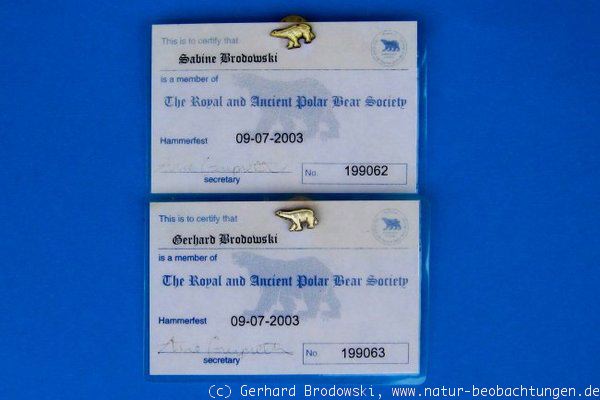 This is to certify that
Sabine Brodowski
is a member of
The Royal and Ancient Polar Bear Society
Hammerfest 09-07-2003
secretary No. 199062
This is to certify that
Gerhard Brodowski
is a member of
The Royal and Ancient Polar Bear Society
Hammerfest 09-07-2003
secretary No. 199063
(c) Gerhard Brodowski, www.natur-beobachtungen.de